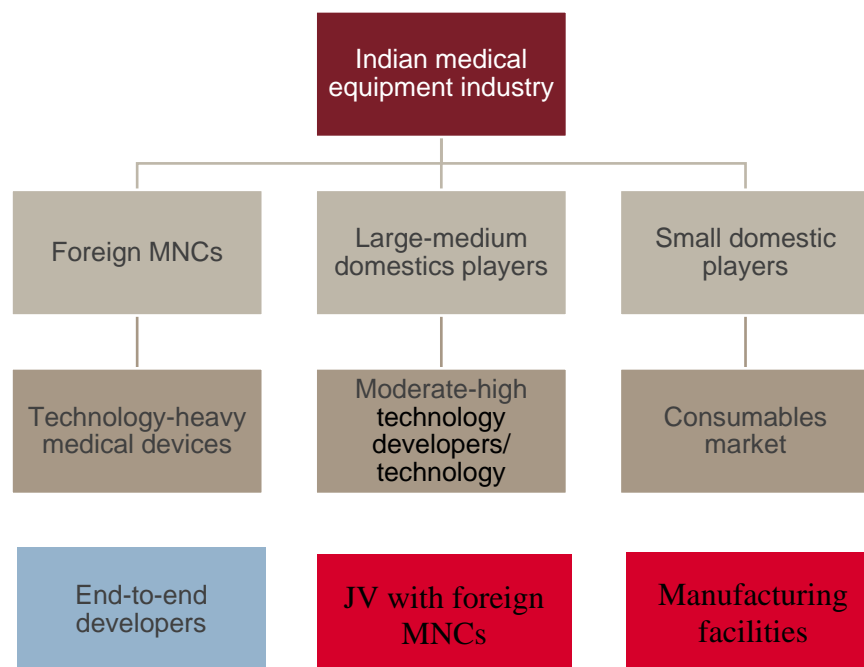 Indian medical
equipment industry
Foreign MNCs
Large-medium
domestics players
Small domestic
players
Technology-heavy
medical devices
Moderate-high
technology
developers/
technology
Consumables
market
End-to-end
developers
JV with foreign
MNCs
Manufacturing
facilities